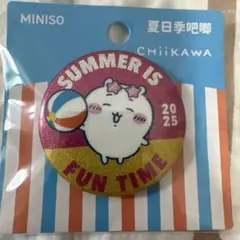 MINISO
夏日季吧唧
CHiiKAWA
SUMMER IS
2025
FUN TIME